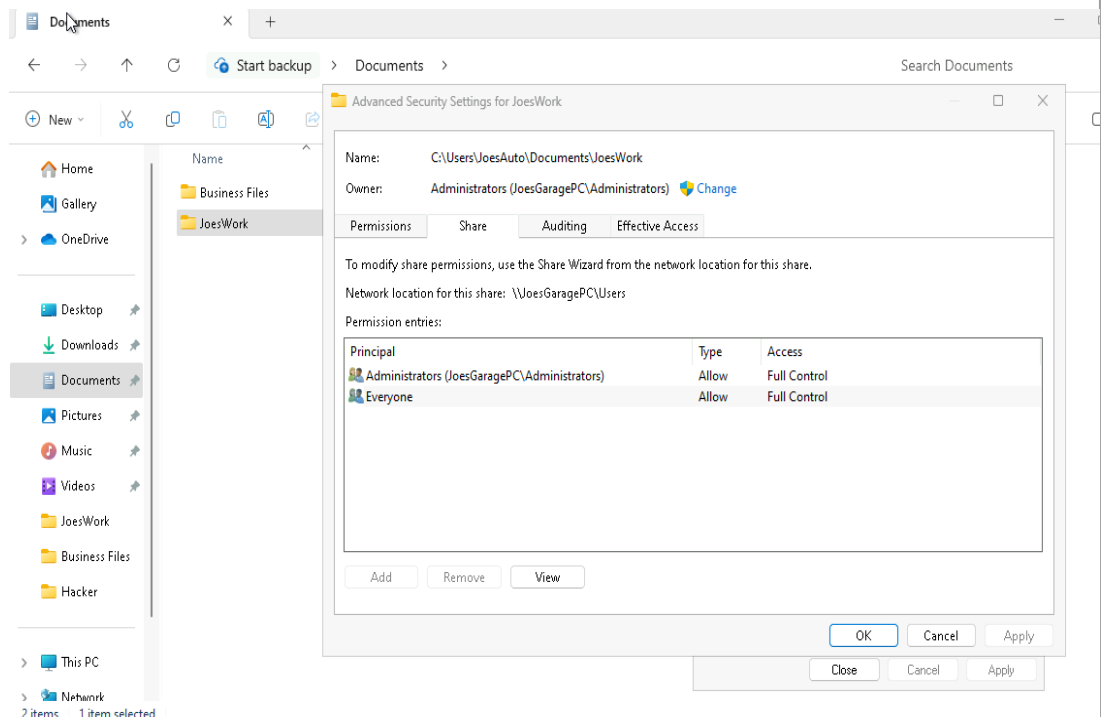 Documents
Start backup > Documents >
Search Documents
New
Advanced Security Settings for JoesWork
Home
Gallery
OneDrive
Desktop
Downloads
Documents
Pictures
Music
Videos
JoesWork
Business Files
Hacker
This PC
Network
2 items 1 item selected
Name
Business Files
JoesWork
Name: C:\Users\JoesAuto\Documents\JoesWork
Owner: Administrators (JoesGaragePC\Administrators) Change
Permissions Share Auditing Effective Access
To modify share permissions, use the Share Wizard from the network location for this share.
Network location for this share: \\JoesGaragePC\Users
Permission entries:
Principal Type Access
Administrators (JoesGaragePC\Administrators) Allow Full Control
Everyone Allow Full Control
Add Remove View
OK Cancel Apply
Close Cancel Apply